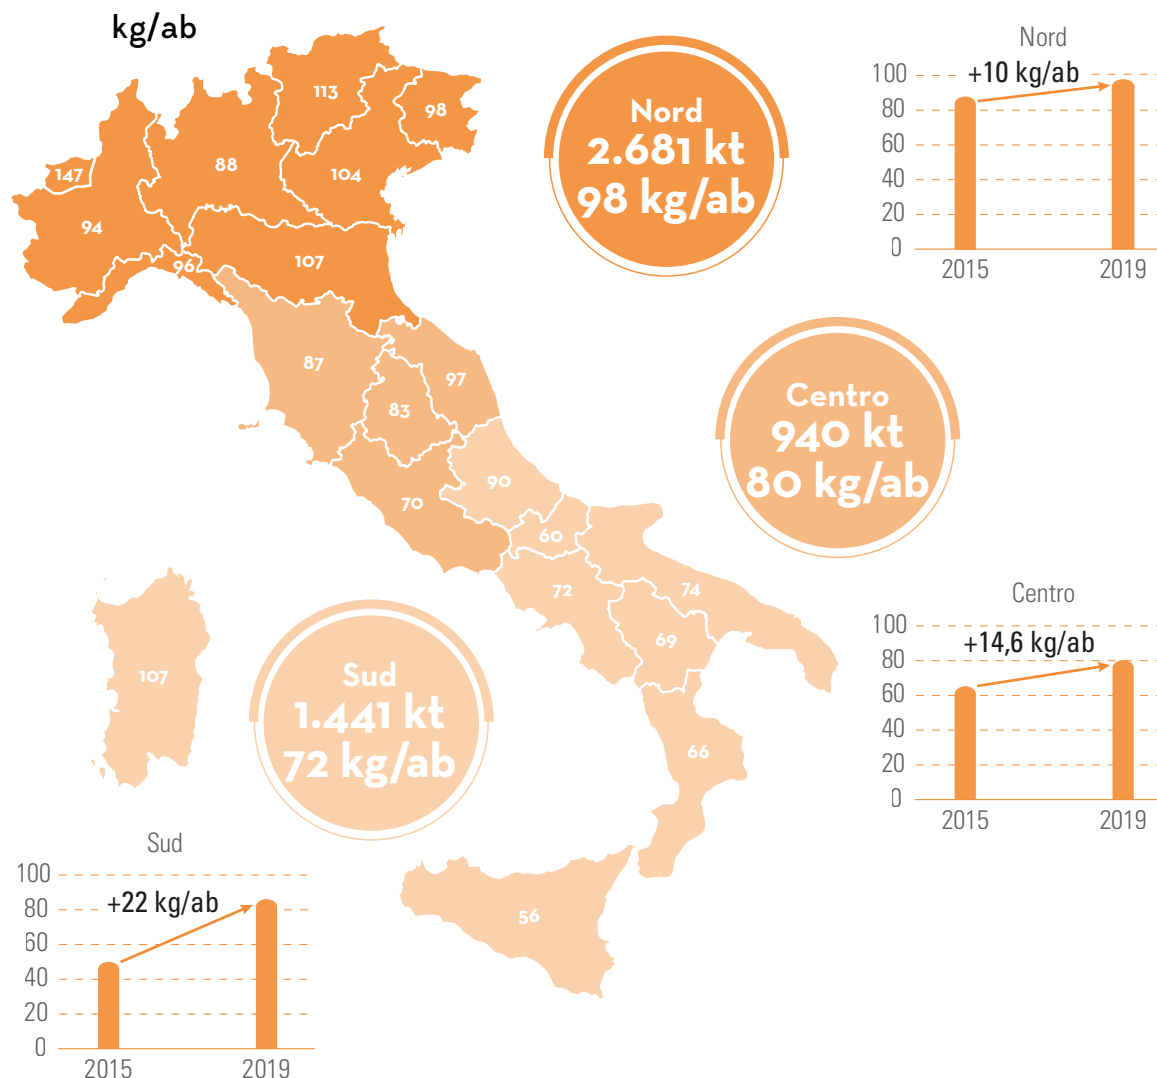 kg/ab
113
98
147
88
104
94
96
107
87
97
83
90
70
60
72
74
69
107
66
56
Nord
2.681 kt
98 kg/ab
Nord
+10 kg/ab
100
80
60
40
20
0
2015 2019
Centro
940 kt
80 kg/ab
Centro
+14,6 kg/ab
100
80
60
40
20
0
2015 2019
Sud
1.441 kt
72 kg/ab
Sud
+22 kg/ab
100
80
60
40
20
0
2015 2019